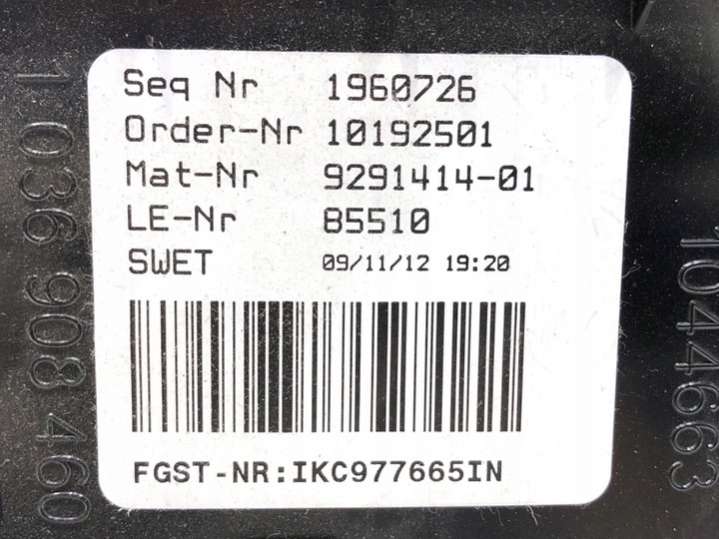 Seq Nr 1960726
Order-Nr 10192501
Mat-Nr 9291414-01
LE-Nr 85510
SWET 09/11/12 19:20
FGST-NR:IKC977665IN
1.036 908 460
1044663